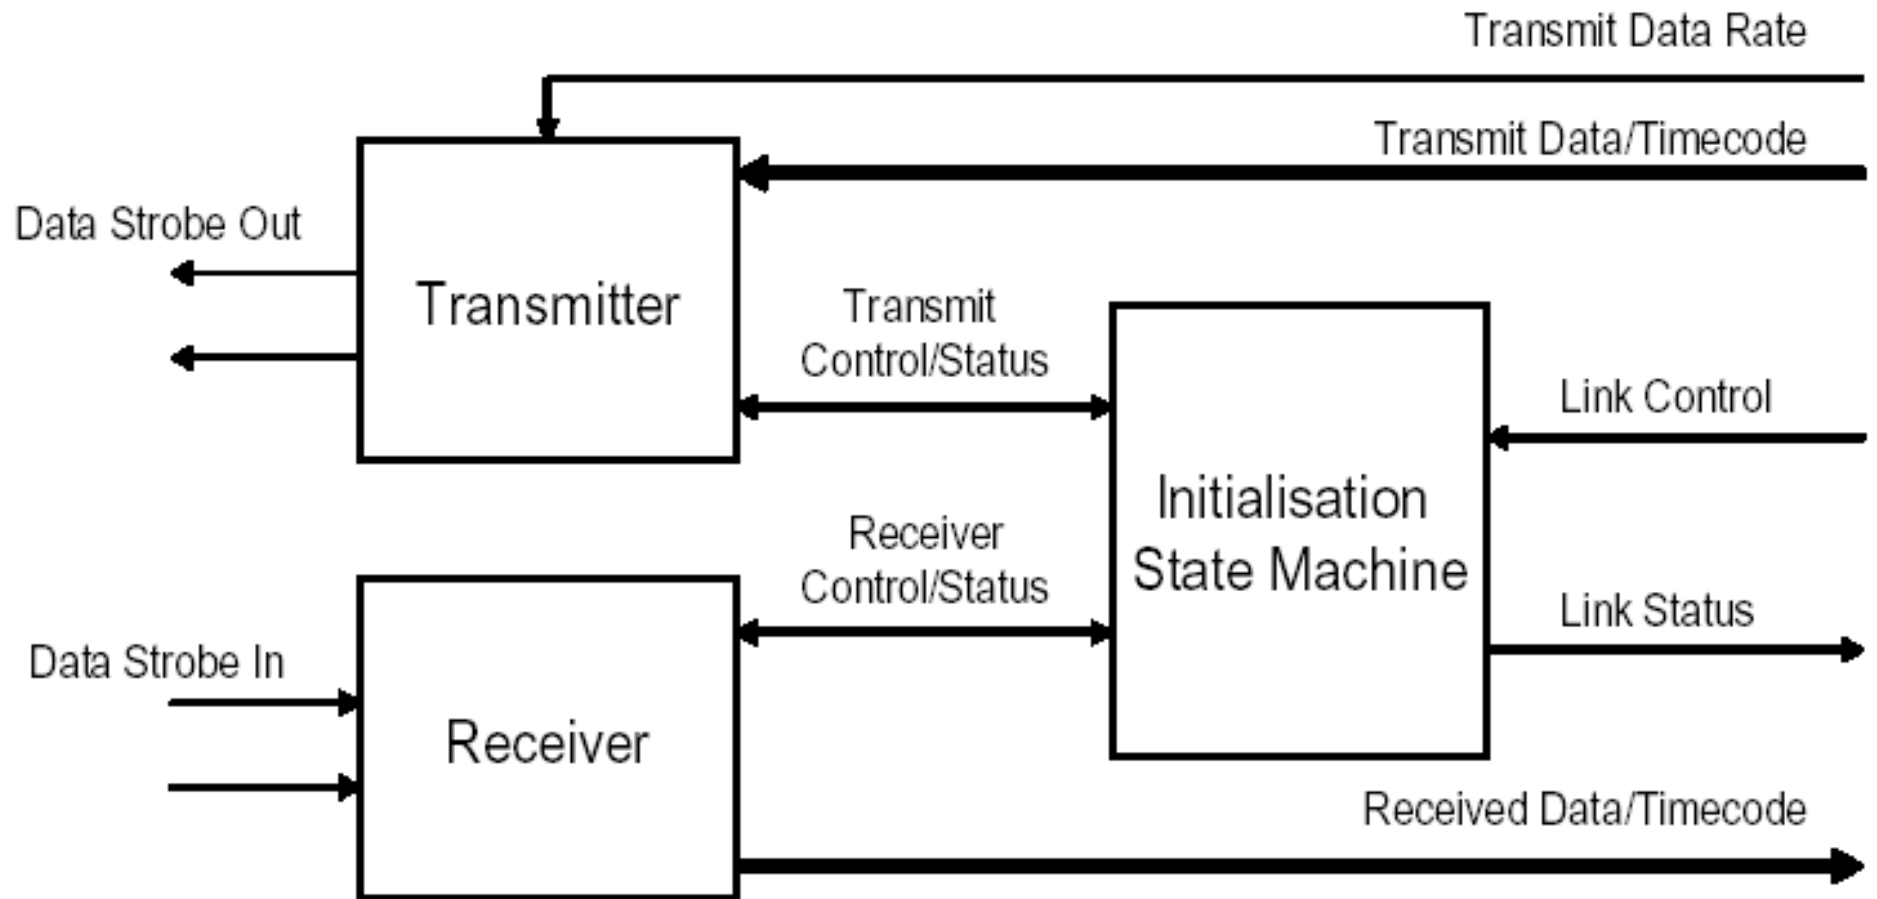 Transmit Data Rate
Transmit Data/Timecode
Data Strobe Out
Transmitter
Transmit
Control/Status
Link Control
Initialisation
State Machine
Receiver
Control/Status
Link Status
Data Strobe In
Receiver
Received Data/Timecode